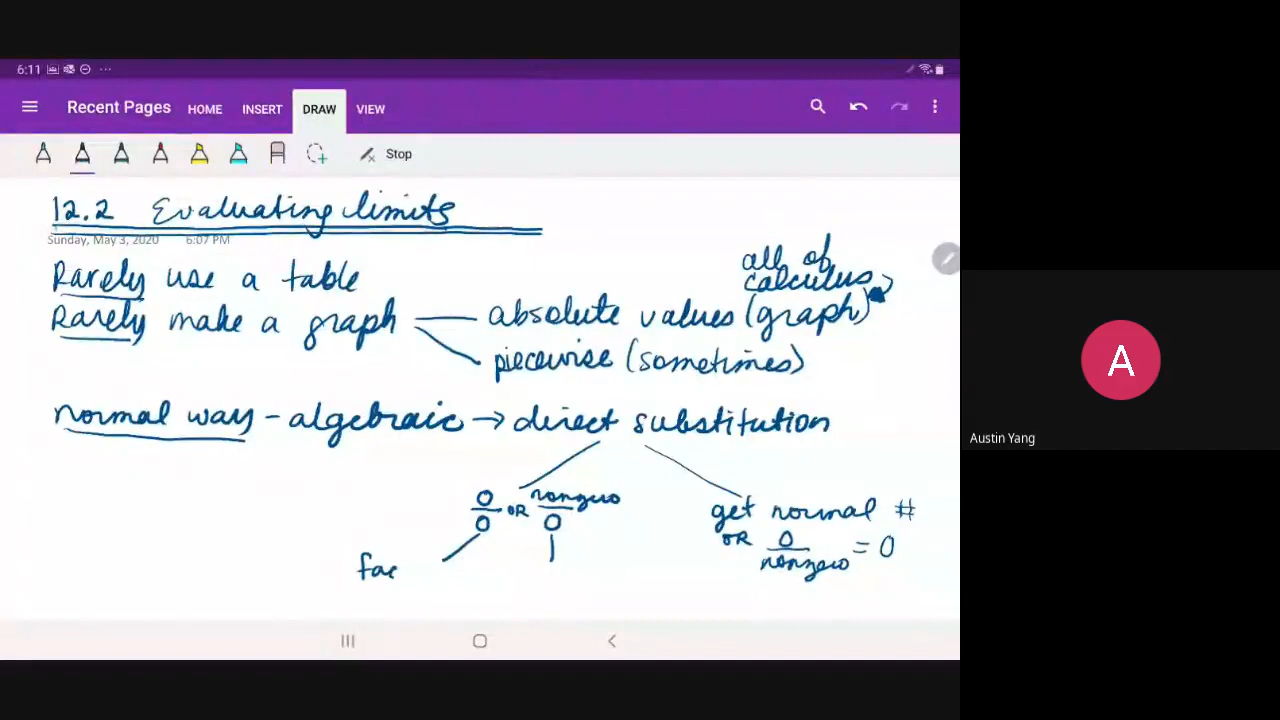 6:11
Recent Pages HOME INSERT DRAW VIEW
Stop
12.2 Evaluating limits
Sunday, May 3, 2020 6:07 PM
Rarely use a table
all of
calculus
Rarely make a graph absolute values (graph)
piecewise (sometimes)
normal way - algebraic → direct substitution
0/0 OR nonzero/0
get normal #
OR 0/nonzero = 0
fac
A
Austin Yang